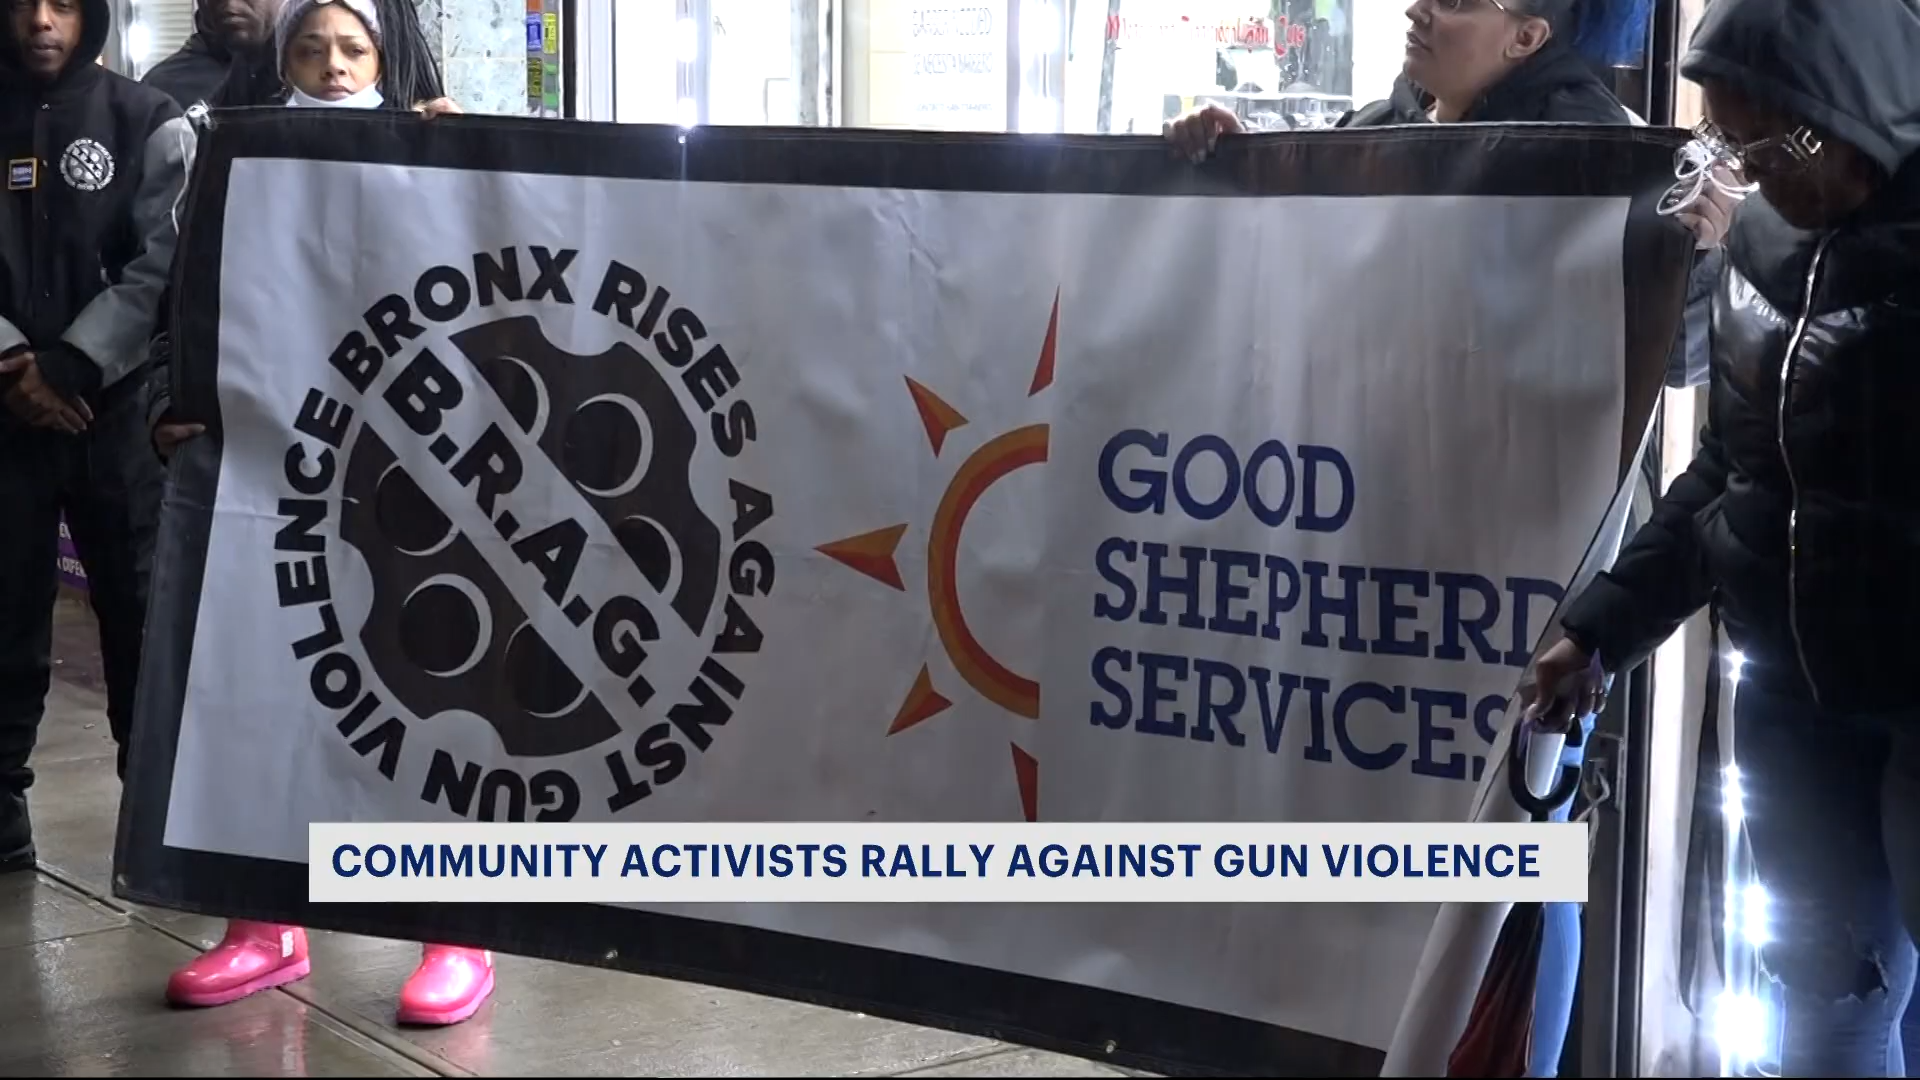 BRONX RISES AGAINST GUN VIOLENCE
B.R.A.G.
GOOD
SHEPHERD
SERVICES
COMMUNITY ACTIVISTS RALLY AGAINST GUN VIOLENCE